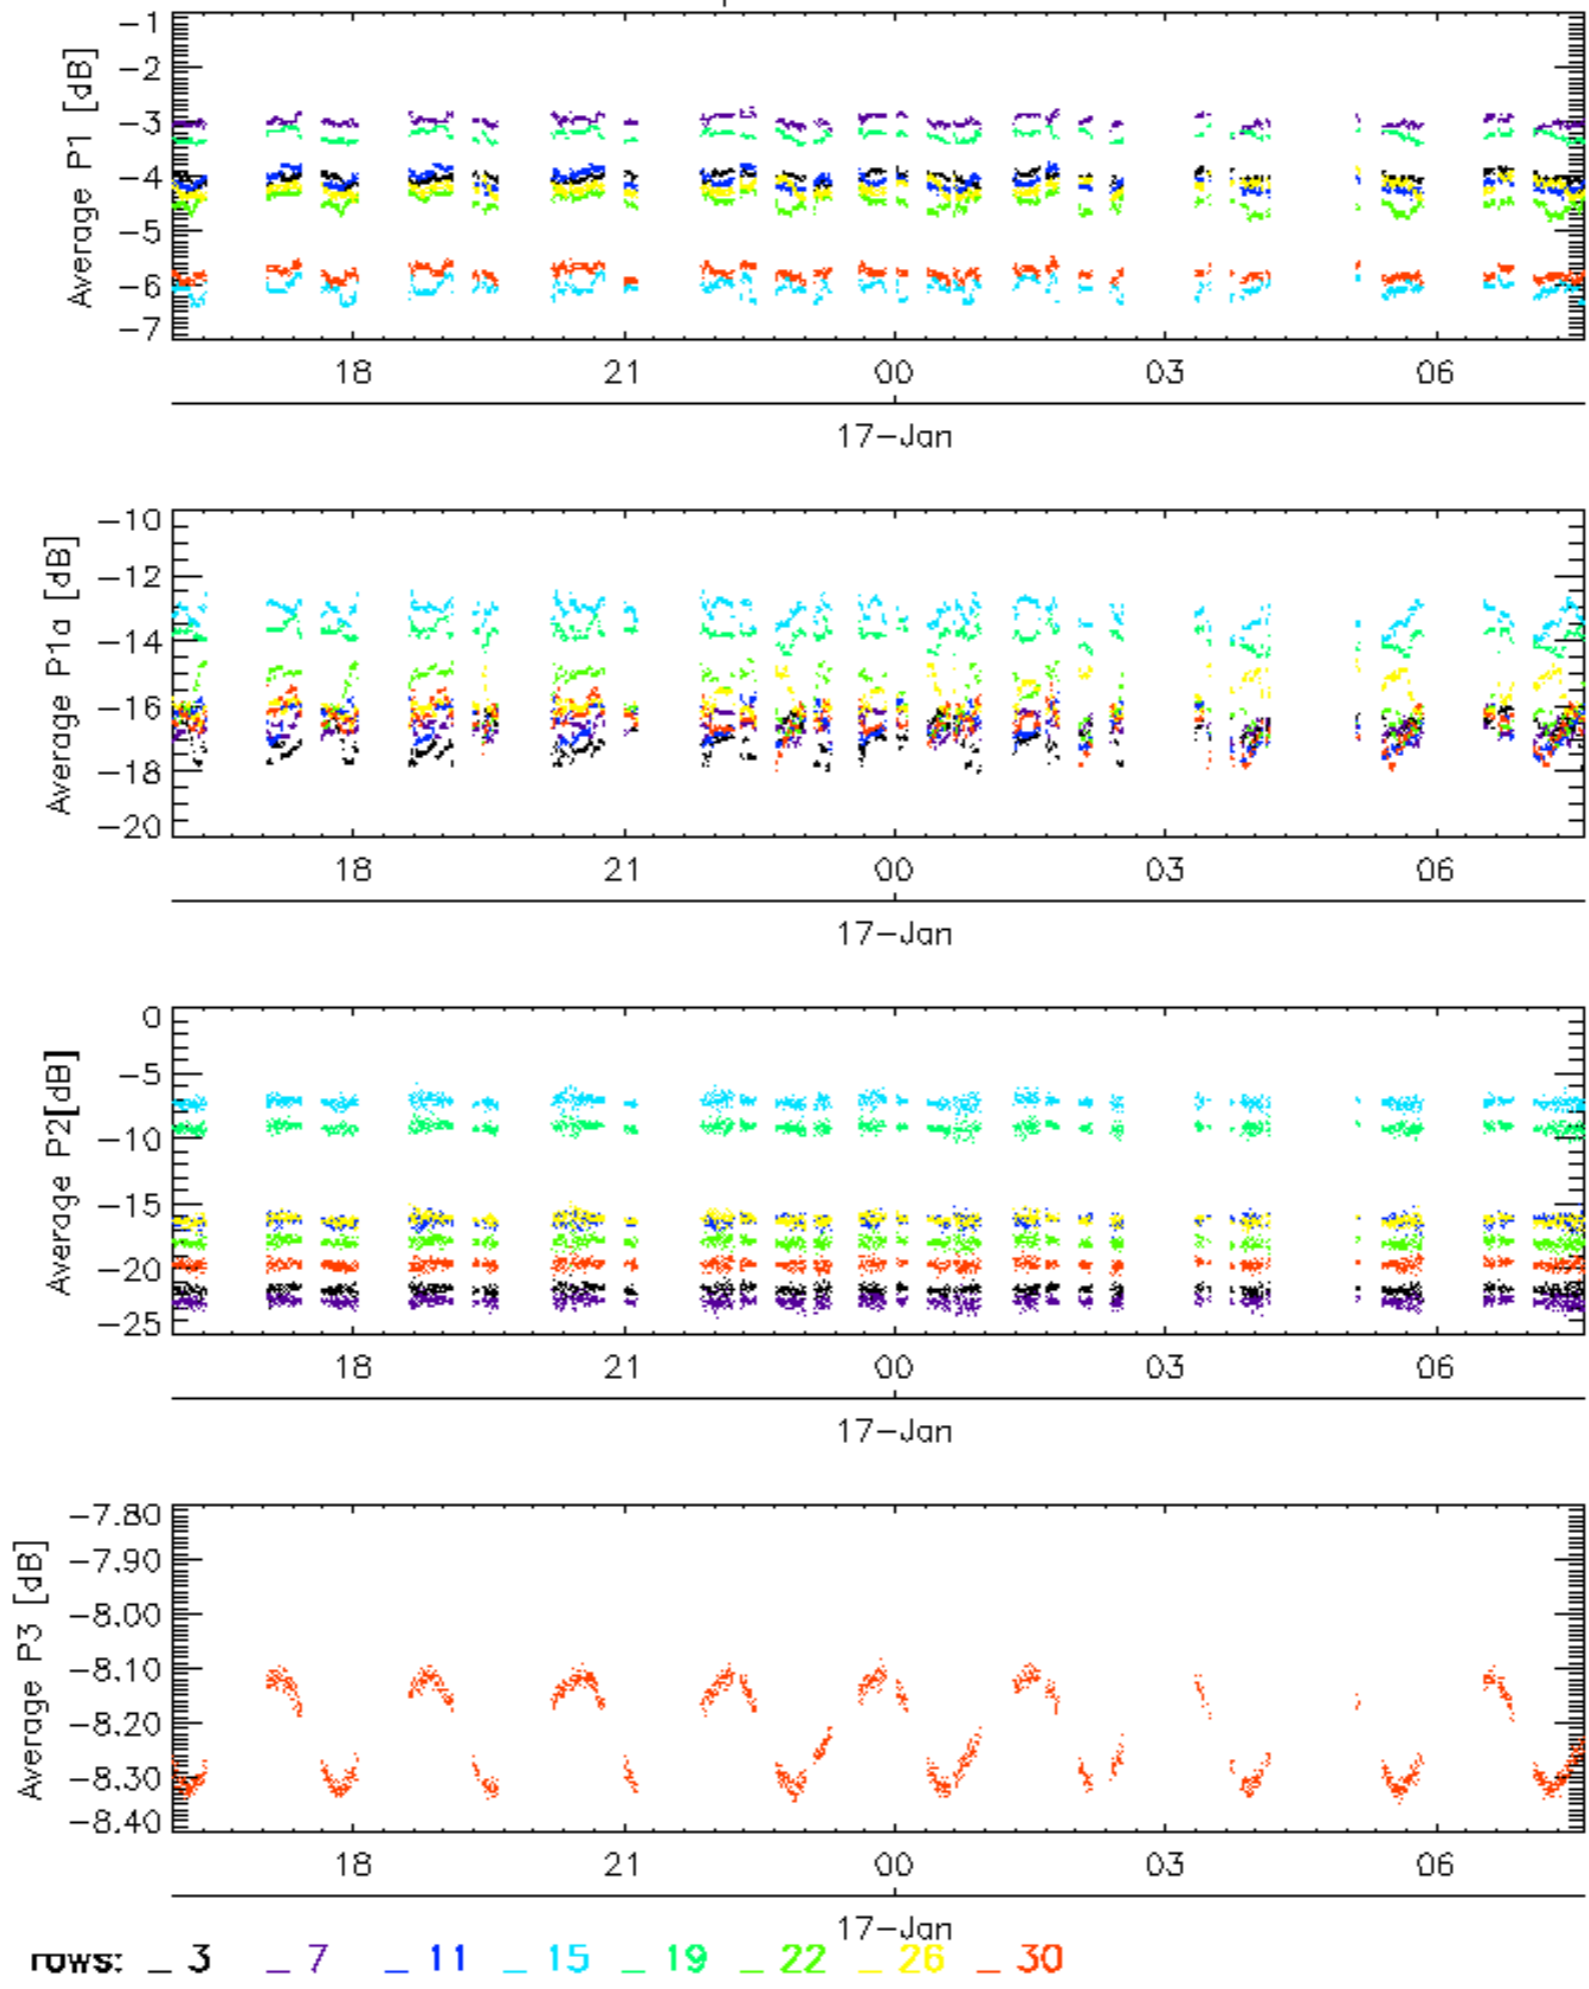 Average P1 [dB]
−1
−2
−3
−4
−5
−6
−7
18 21 00 03 06
17−Jan
Average P1a [dB]
−10
−12
−14
−16
−18
−20
18 21 00 03 06
17−Jan
Average P2[dB]
0
−5
−10
−15
−20
−25
18 21 00 03 06
17−Jan
Average P3 [dB]
−7.80
−7.90
−8.00
−8.10
−8.20
−8.30
−8.40
18 21 00 03 06
17−Jan
rows: _ 3 _ 7 _ 11 _ 15 _ 19 _ 22 _ 26 _ 30